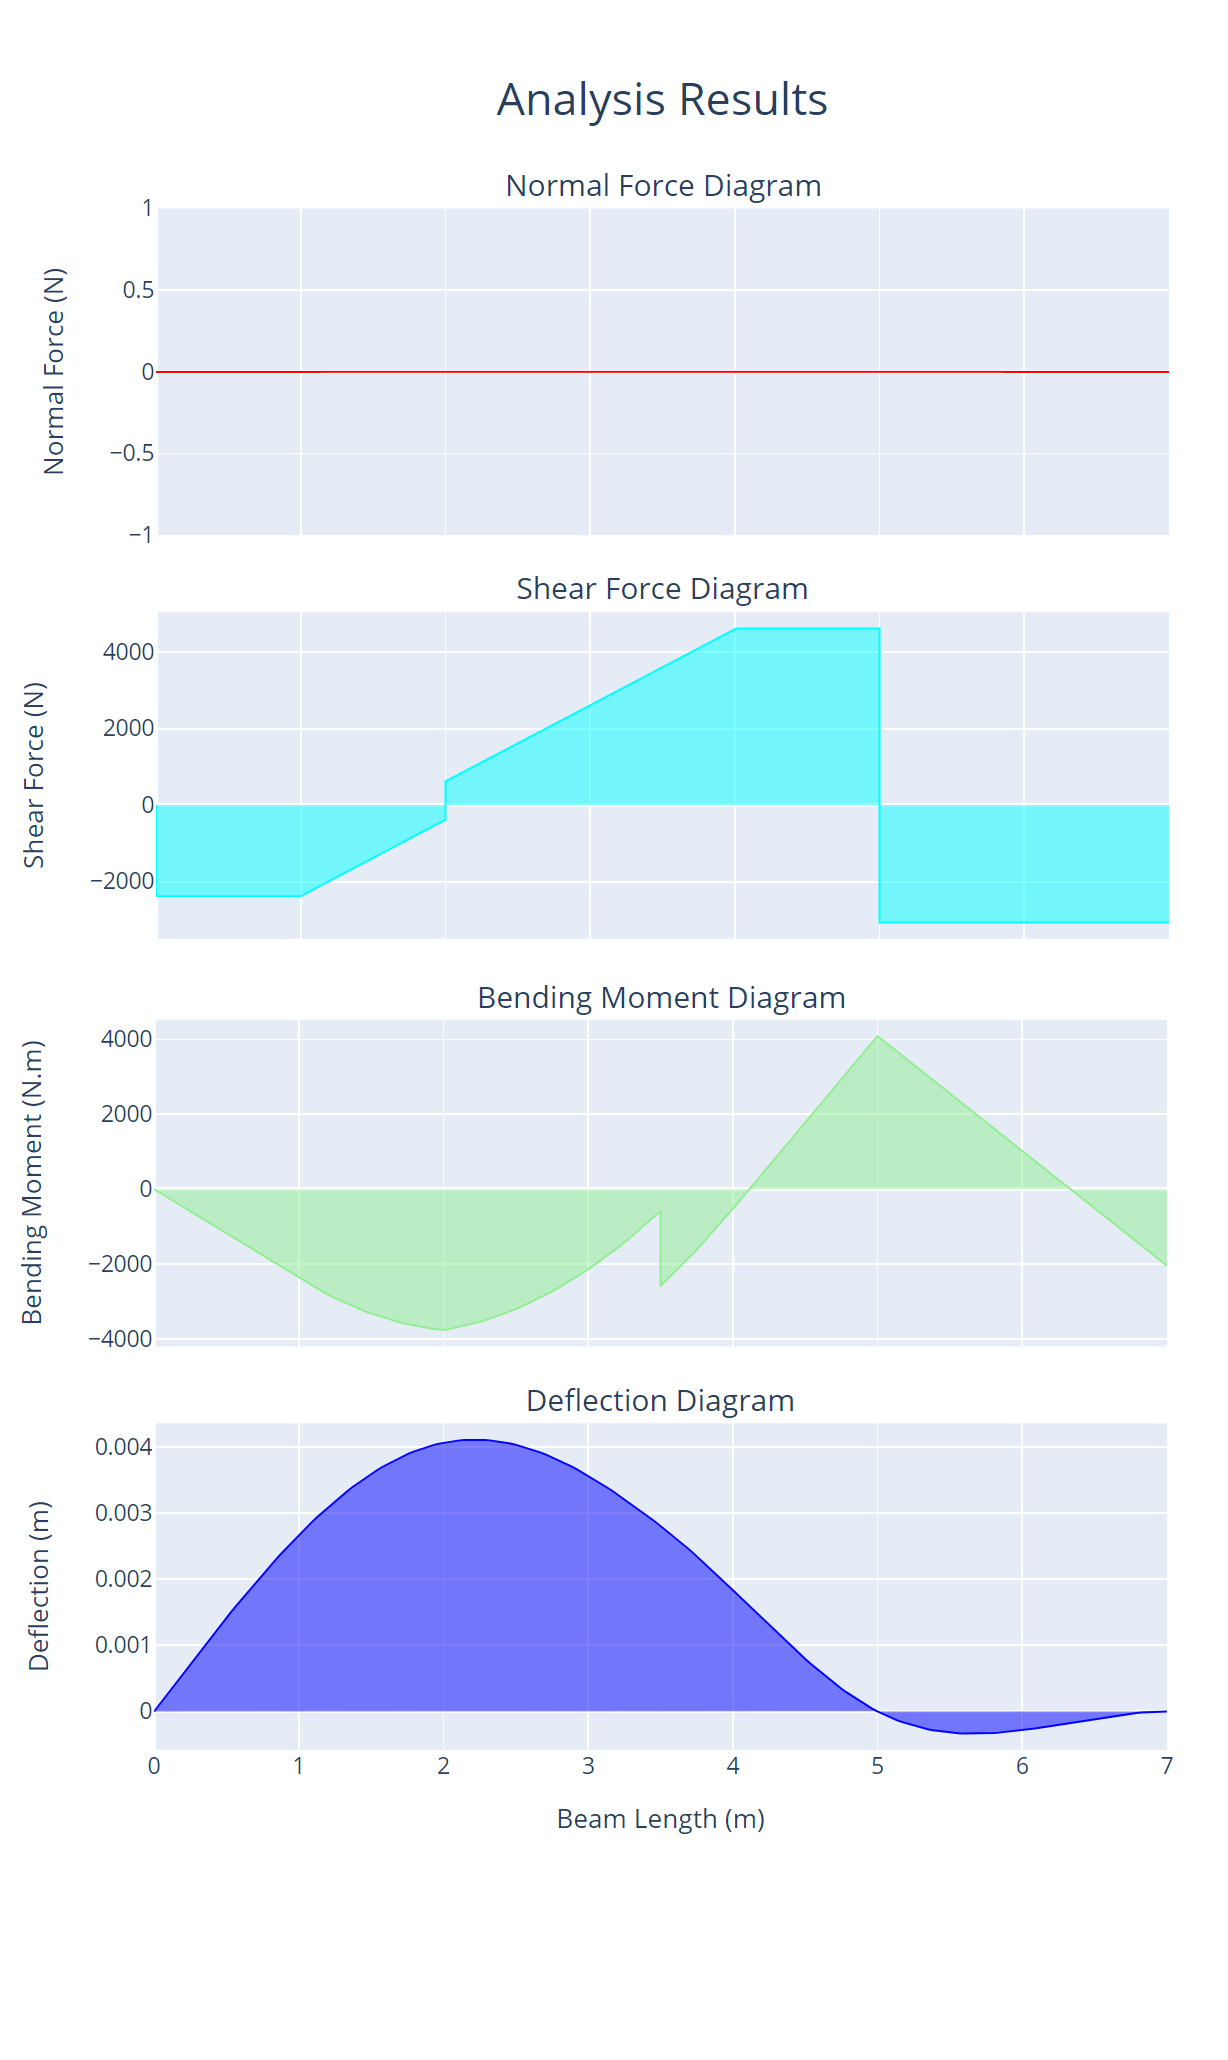 Analysis Results
Normal Force Diagram
Normal Force (N)
1
0.5
0
−0.5
−1
Shear Force Diagram
Shear Force (N)
4000
2000
0
−2000
Bending Moment Diagram
Bending Moment (N.m)
4000
2000
0
−2000
−4000
Deflection Diagram
Deflection (m)
0.004
0.003
0.002
0.001
0
0 1 2 3 4 5 6 7
Beam Length (m)